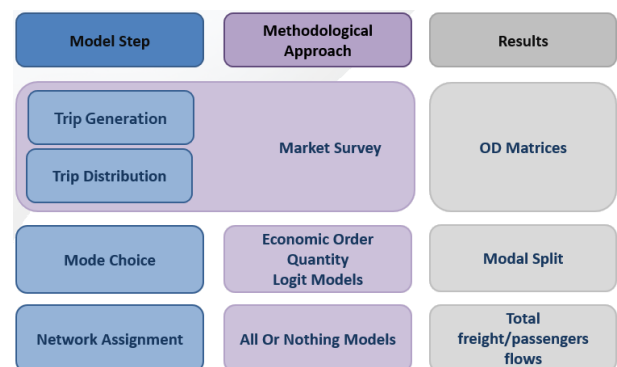 Model Step
Methodological
Approach
Results
Trip Generation
Trip Distribution
Market Survey
OD Matrices
Mode Choice
Economic Order
Quantity
Logit Models
Modal Split
Network Assignment
All Or Nothing Models
Total
freight/passengers
flows